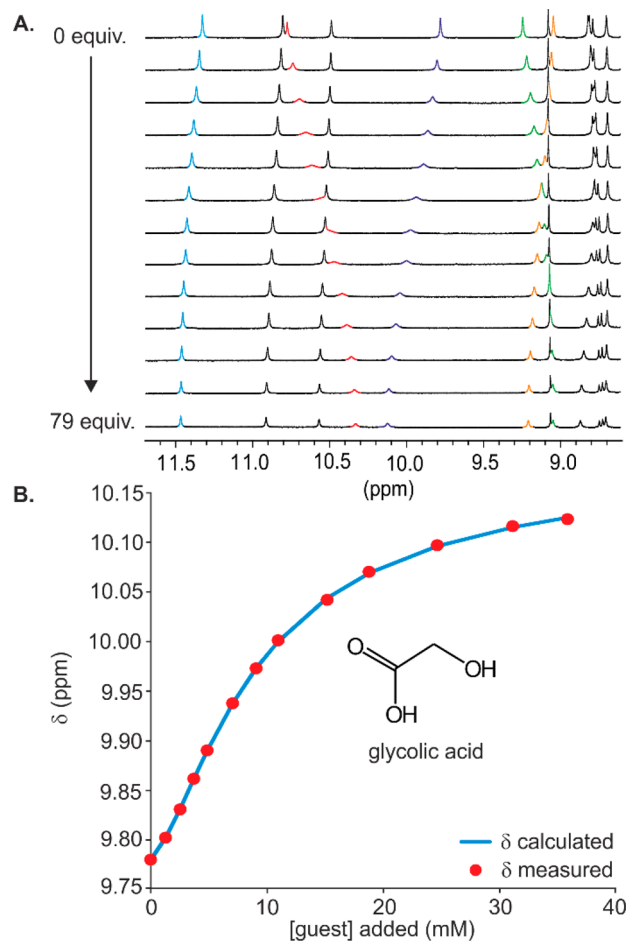 A.
0 equiv.
79 equiv.
11.5 11.0 10.5 10.0 9.5 9.0
(ppm)
B.
10.15
10.10
10.05
10.00
9.95
9.90
9.85
9.80
9.75
δ (ppm)
O
OH
OH
glycolic acid
δ calculated
δ measured
0 10 20 30 40
[guest] added (mM)